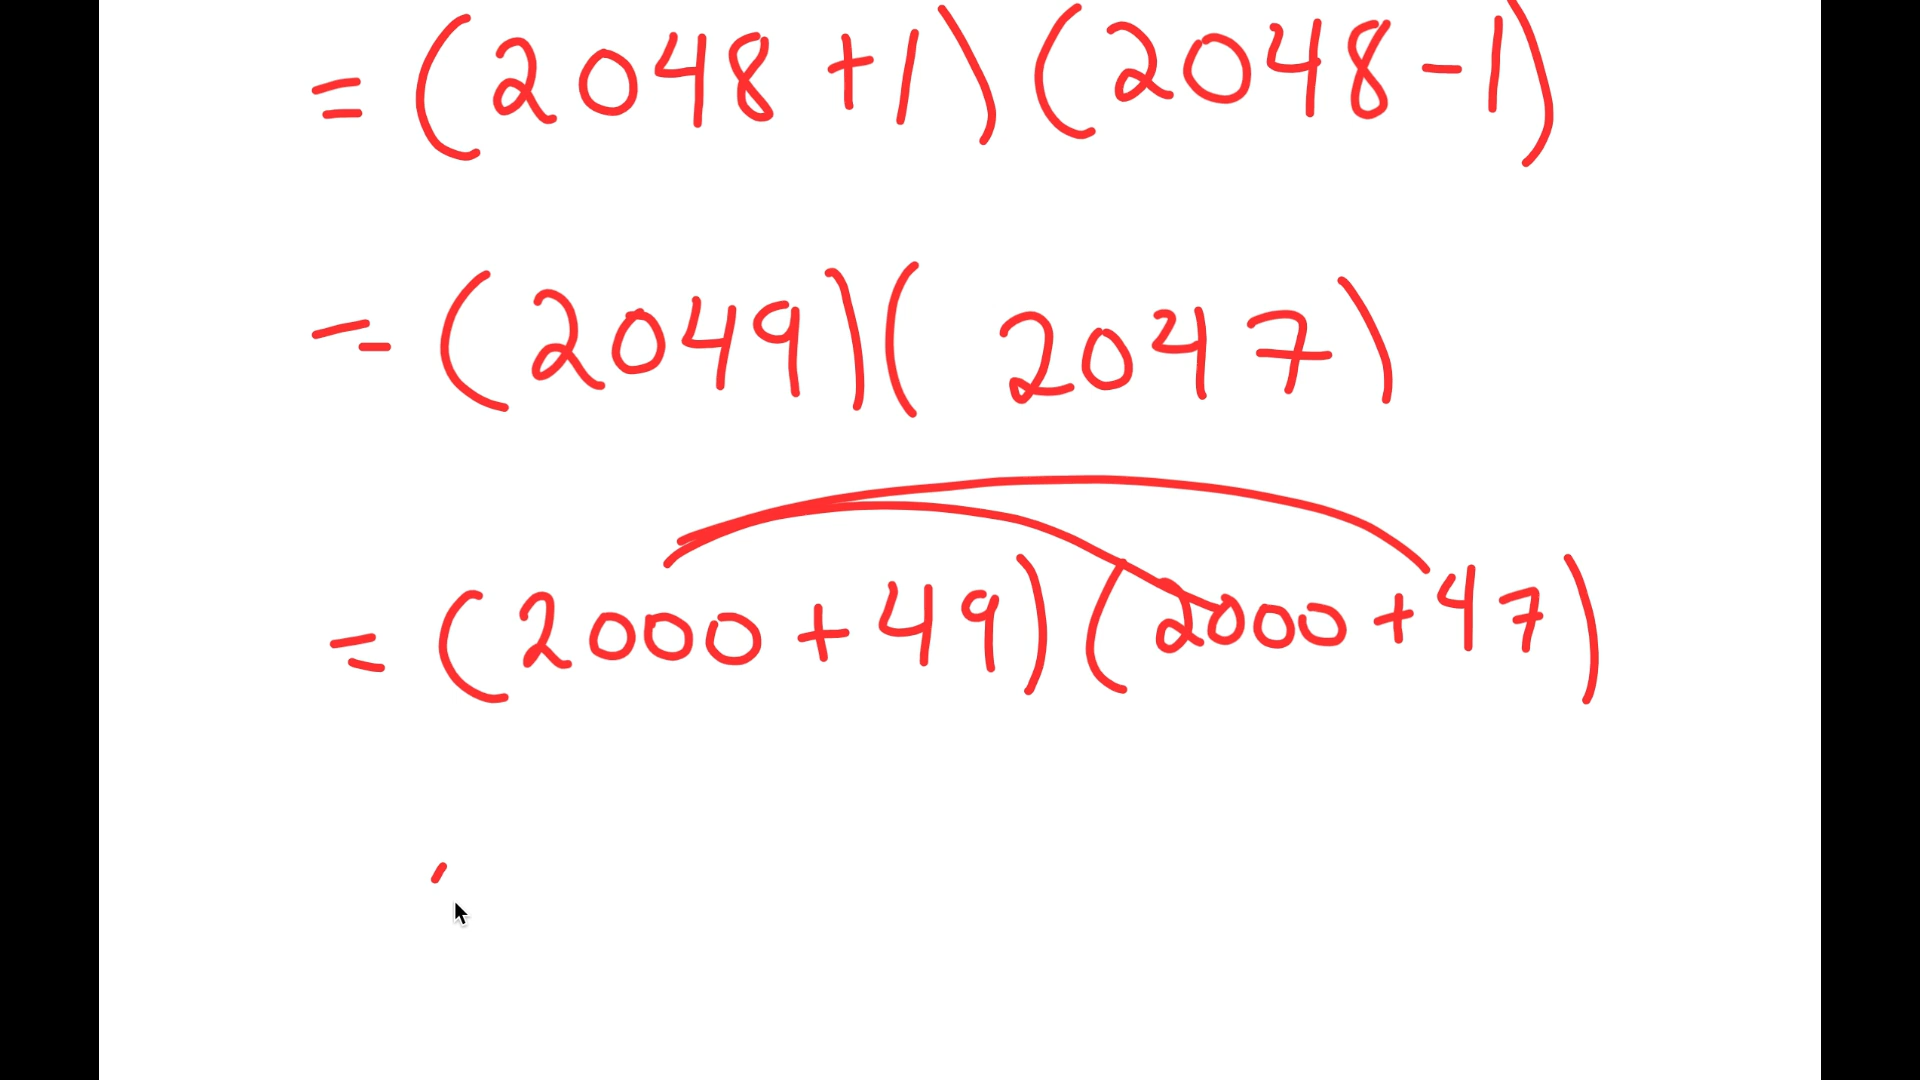 = (2048 + 1) (2048 - 1)
= (2049) (2047)
= (2000 + 49) (2000 + 47)